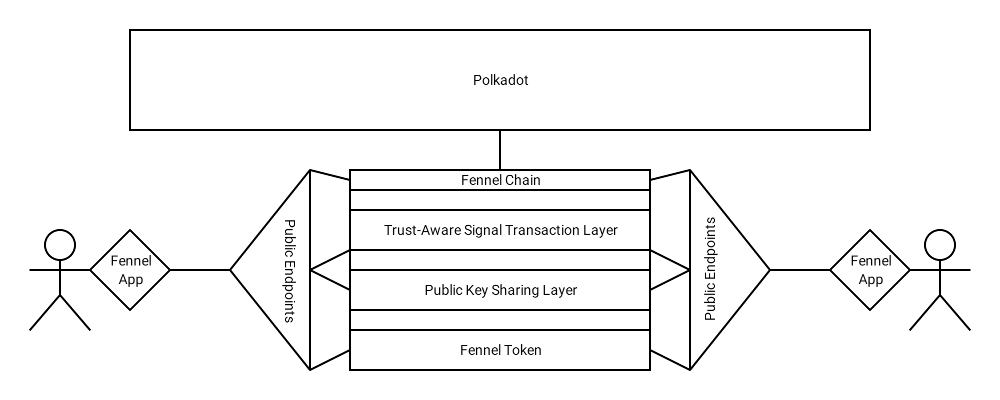 Polkadot
Fennel Chain
Trust-Aware Signal Transaction Layer
Public Key Sharing Layer
Fennel Token
Public Endpoints
Public Endpoints
Fennel
App
Fennel
App